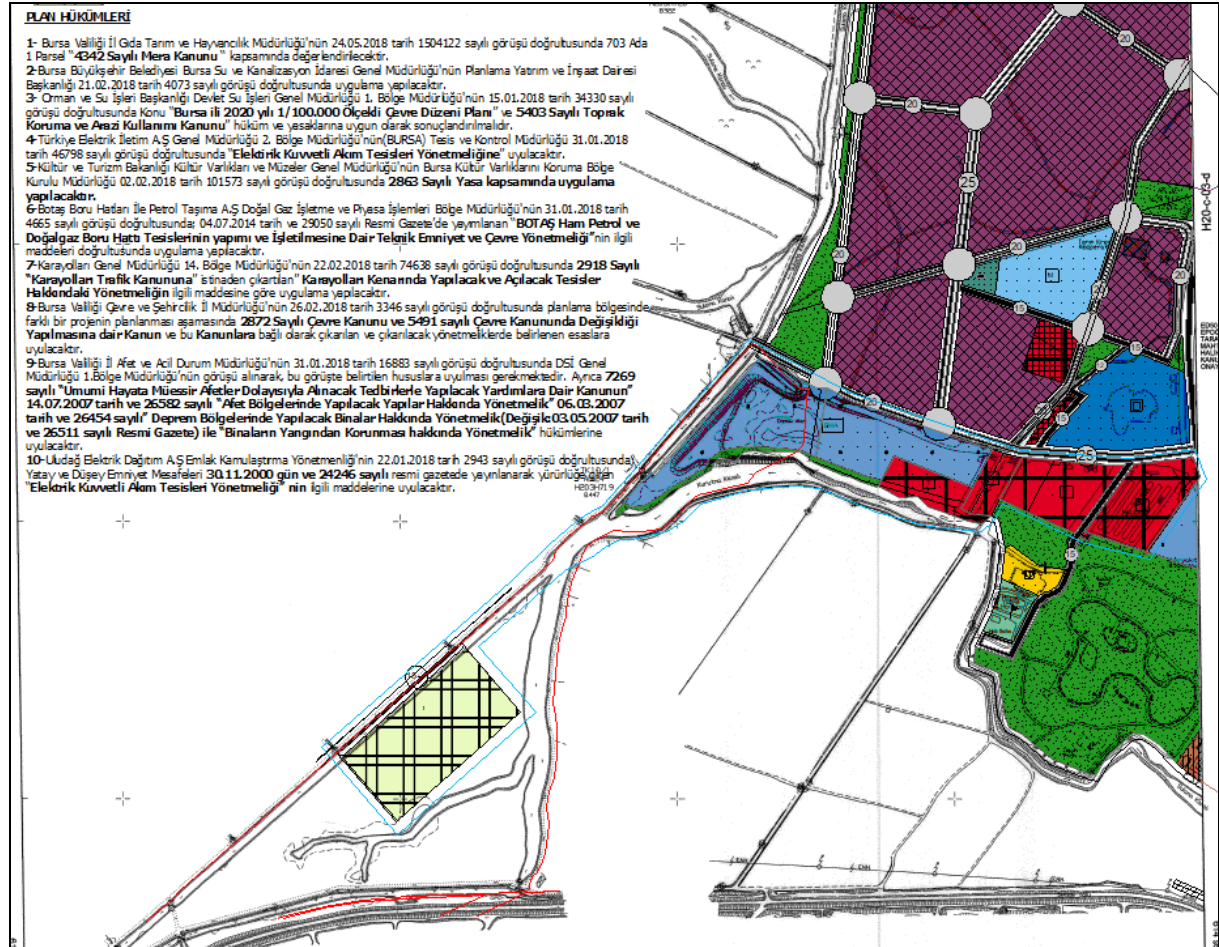 PLAN HÜKÜMLERİ
1- Bursa Valiliği İl Gıda Tarım ve Hayvancılık Müdürlüğü'nün 24.05.2018 tarih 1504122 sayılı görüşü doğrultusunda 703 Ada
1 Parsel "4342 Sayılı Mera Kanunu " kapsamında değerlendirilecektir.
2-Bursa Büyükşehir Belediyesi Bursa Su ve Kanalizasyon İdaresi Genel Müdürlüğü'nün Planlama Yatırım ve İnşaat Dairesi
Başkanlığı 21.02.2018 tarih 4073 sayılı görüşü doğrultusunda uygulama yapılacaktır.
3- Orman ve Su İşleri Başkanlığı Devlet Su İşleri Genel Müdürlüğü 1. Bölge Müdürlüğü'nün 15.01.2018 tarih 34330 sayılı
görüşü doğrultusunda Konu "Bursa ili 2020 yılı 1/100.000 Ölçekli Çevre Düzeni Planı" ve 5403 Sayılı Toprak
Koruma ve Arazi Kullanımı Kanunu" hüküm ve yasaklarına uygun olarak sonuçlandırılmalıdır.
4-Türkiye Elektrik İletim A.Ş Genel Müdürlüğü 2. Bölge Müdürlüğü'nün(BURSA) Tesis ve Kontrol Müdürlüğü 31.01.2018
tarih 46798 sayılı görüşü doğrultusunda "Elektirik Kuvvetli Akım Tesisleri Yönetmeliğine" uyulacaktır.
5-Kültür ve Turizm Bakanlığı Kültür Varlıkları ve Müzeler Genel Müdürlüğü'nün Bursa Kültür Varlıklarını Koruma Bölge
Kurulu Müdürlüğü 02.02.2018 tarih 101573 sayılı görüşü doğrultusunda 2863 Sayılı Yasa kapsamında uygulama
yapılacaktır.
6-Botaş Boru Hatları İle Petrol Taşıma A.Ş Doğal Gaz İşletme ve Piyasa İşlemleri Bölge Müdürlüğü'nün 31.01.2018 tarih
4665 sayılı görüşü doğrultusunda; 04.07.2014 tarih ve 29050 sayılı Resmi Gazete'de yayımlanan "BOTAŞ Ham Petrol ve
Doğalgaz Boru Hattı Tesislerinin yapımı ve İşletilmesine Dair Teknik Emniyet ve Çevre Yönetmeliği"nin ilgili
maddeleri doğrultusunda uygulama yapılacaktır.
7-Karayolları Genel Müdürlüğü 14. Bölge Müdürlüğü'nün 22.02.2018 tarih 74638 sayılı görüşü doğrultusunda 2918 Sayılı
"Karayolları Trafik Kanununa" istinaden çıkartılan" Karayolları Kenarında Yapılacak ve Açılacak Tesisler
Hakkındaki Yönetmeliğin ilgili maddesine göre uygulama yapılacaktır.
8-Bursa Valiliği Çevre ve Şehircilik İl Müdürlüğü'nün 26.02.2018 tarih 3346 sayılı görüşü doğrultusunda planlama bölgesinde
farklı bir projenin planlanması aşamasında 2872 Sayılı Çevre Kanunu ve 5491 sayılı Çevre Kanununda Değişikliği
Yapılmasına dair Kanun ve bu Kanunlara bağlı olarak çıkarılan ve çıkarılacak yönetmeliklerde belirlenen esaslara
uyulacaktır.
9-Bursa Valiliği İl Afet ve Acil Durum Müdürlüğü'nün 31.01.2018 tarih 16883 sayılı görüşü doğrultusunda DSİ Genel
Müdürlüğü 1.Bölge Müdürlüğü'nün görüşü alınarak, bu görüşte belirtilen hususlara uyulması gerekmektedir. Ayrıca 7269
sayılı "Umumi Hayata Müessir Afetler Dolayısıyla Alınacak Tedbirlerle Yapılacak Yardımlara Dair Kanunun"
14.07.2007 tarih ve 26582 sayılı "Afet Bölgelerinde Yapılacak Yapılar Hakkında Yönetmelik" 06.03.2007
tarih ve 26454 sayılı" Deprem Bölgelerinde Yapılacak Binalar Hakkında Yönetmelik(Değişik:03.05.2007 tarih
ve 26511 sayılı Resmi Gazete) ile "Binaların Yangından Korunması hakkında Yönetmelik" hükümlerine
uyulacaktır.
10-Uludağ Elektrik Dağıtım A.Ş Emlak Kamulaştırma Yönetmenliği'nin 22.01.2018 tarih 2943 sayılı görüşü doğrultusunda,
Yatay ve Düşey Emniyet Mesafeleri 30.11.2000 gün ve 24246 sayılı resmi gazetede yayınlanarak yürürlüğe giren
"Elektrik Kuvvetli Akım Tesisleri Yönetmeliği" nin ilgili maddelerine uyulacaktır.
H203H719
8.447
20
20
20
25
20
20
15
15
20
25
15
H20-c-03-d